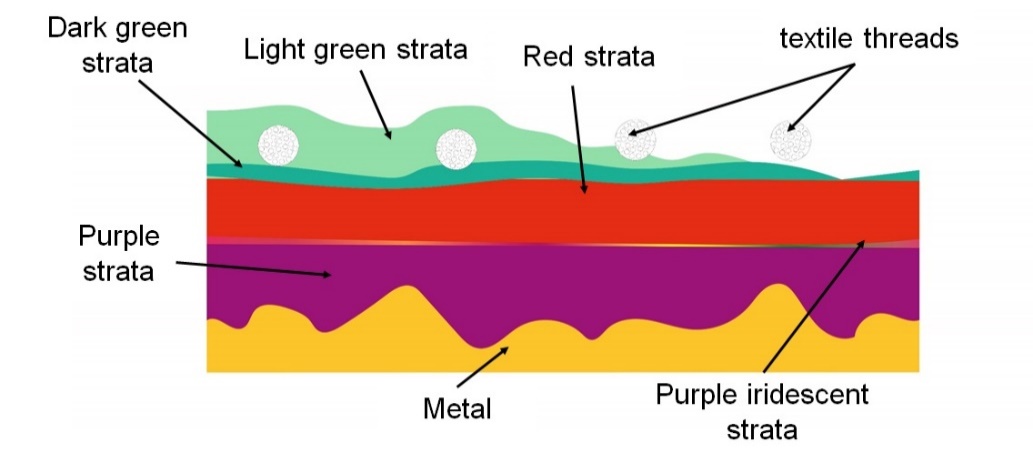 Dark green
strata
Light green strata
Red strata
textile threads
Purple
strata
Metal
Purple iridescent
strata